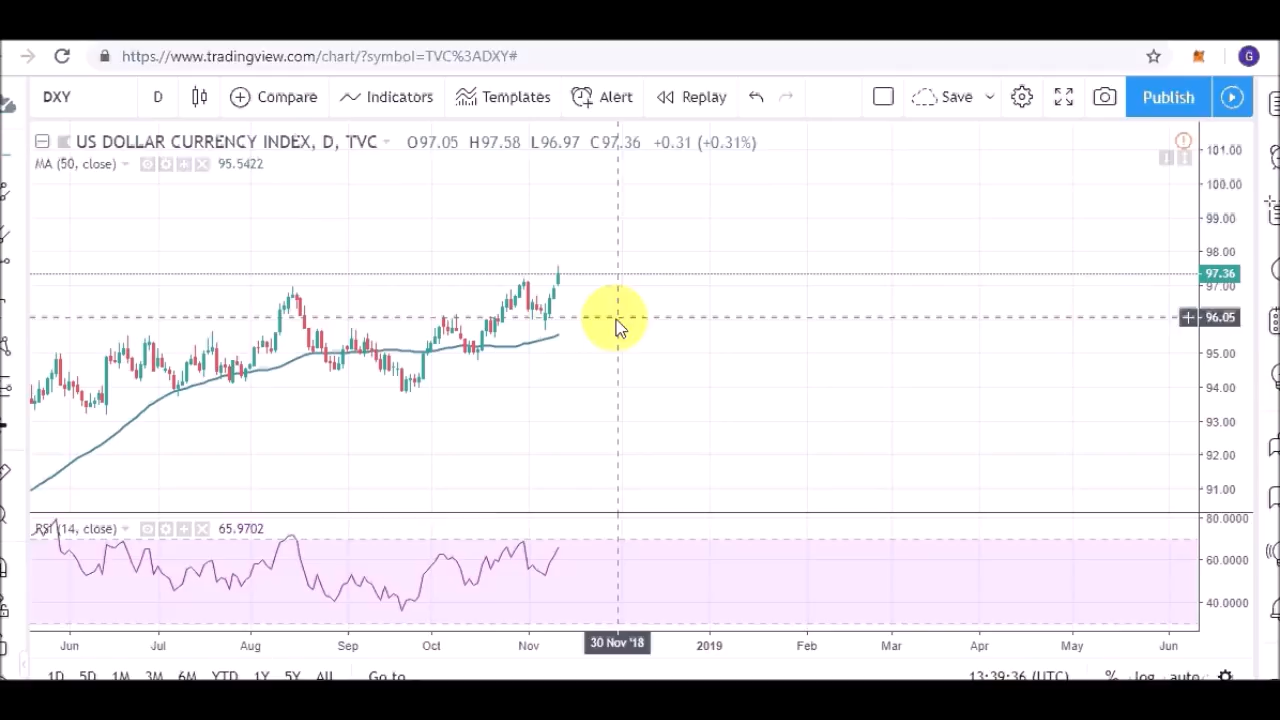 https://www.tradingview.com/chart/?symbol=TVC%3ADXY#
G
DXY D Compare Indicators Templates Alert Replay Save Publish
US DOLLAR CURRENCY INDEX, D, TVC O97.05 H97.58 L96.97 C97.36 +0.31 (+0.31%)
MA (50, close) 95.5422
101.00
100.00
99.00
98.00
97.36
97.00
96.05
95.00
94.00
93.00
92.00
91.00
RSI (14, close) 65.9702
80.0000
60.0000
40.0000
Jun Jul Aug Sep Oct Nov 30 Nov '18 2019 Feb Mar Apr May Jun
1D 5D 1M 3M 6M YTD 1Y 5Y All Go to... 13:39:36 (UTC) % log auto